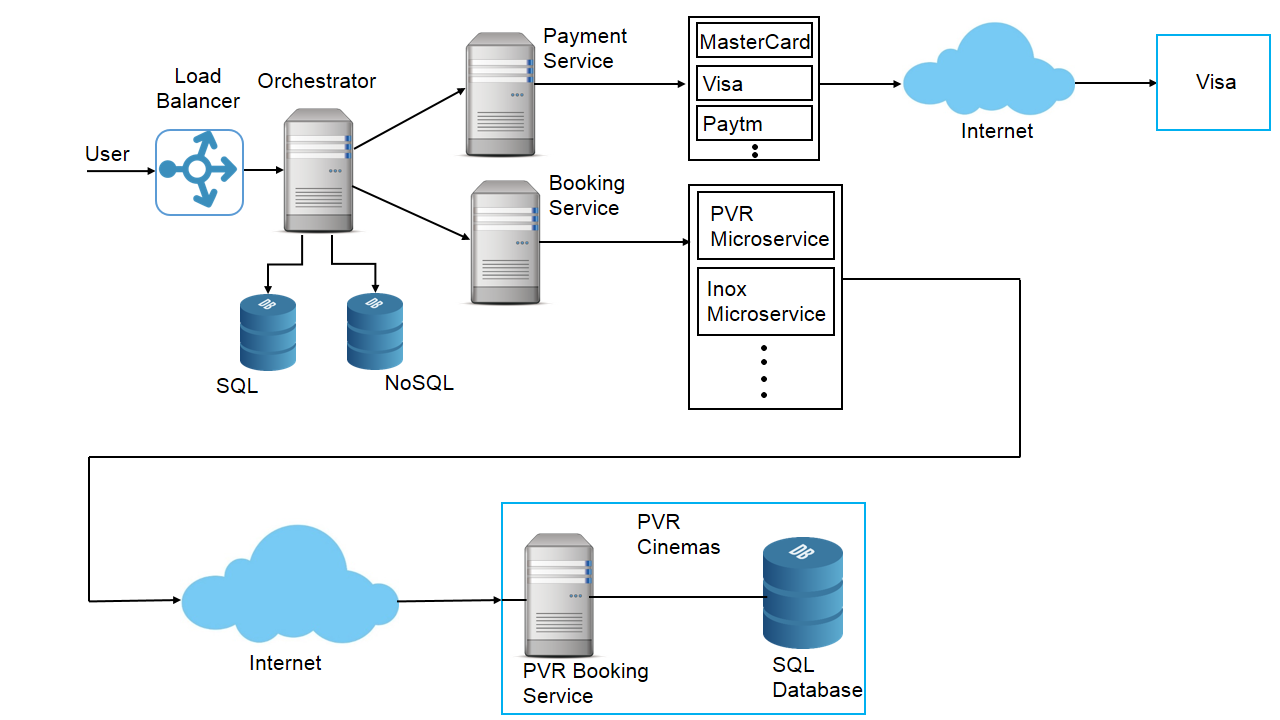 Payment
Service
Load
Balancer
Orchestrator
User
MasterCard
Visa
Paytm
Internet
Visa
Booking
Service
PVR
Microservice
Inox
Microservice
DB
DB
SQL
NoSQL
Internet
PVR
Cinemas
DB
PVR Booking
Service
SQL
Database